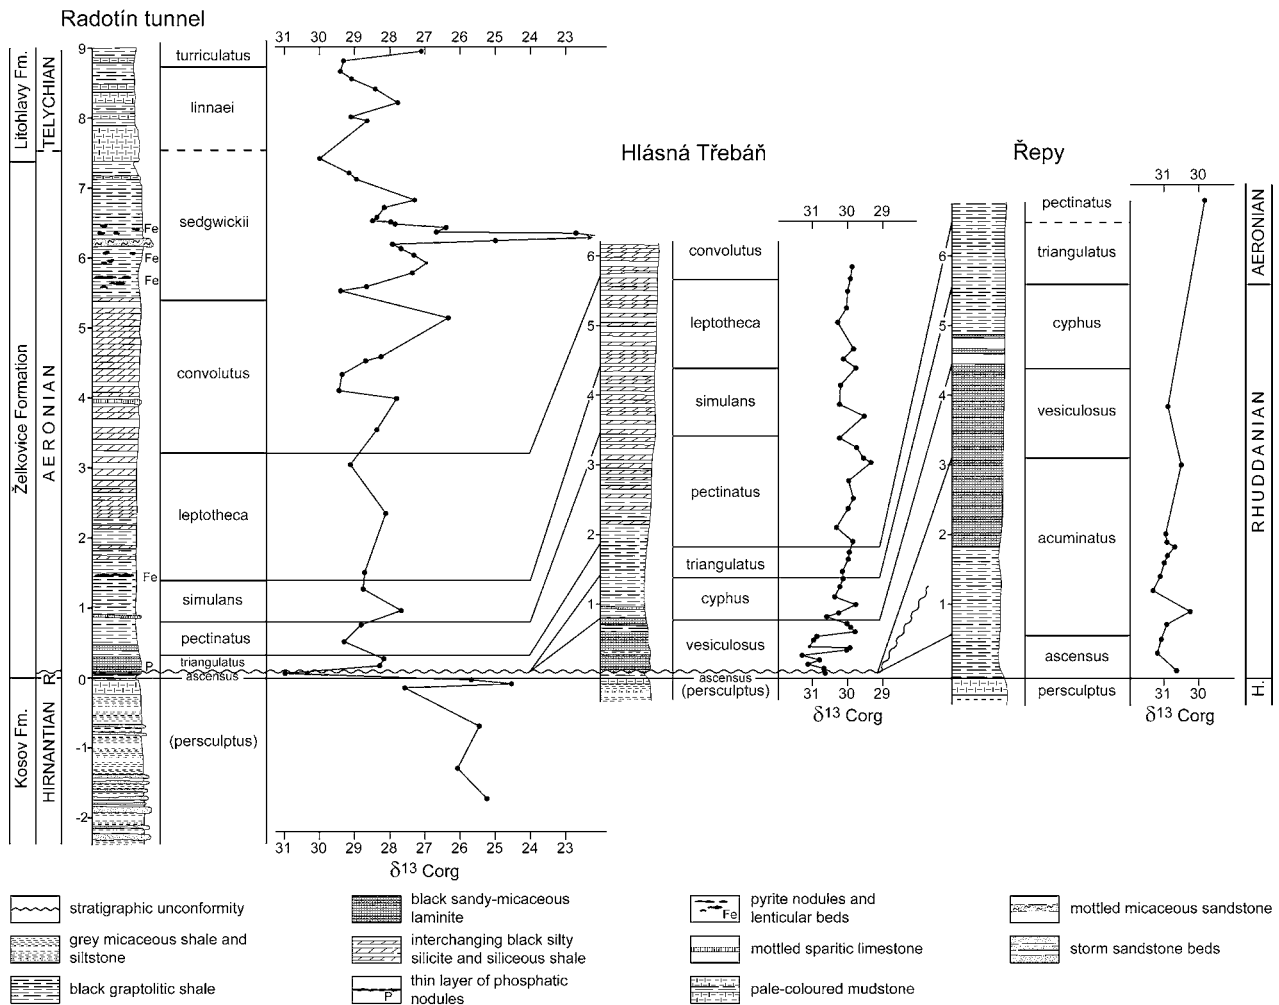 Radotín tunnel
Litohlavy Fm.
TELYCHIAN
Želkovice Formation
AERONIAN
R.
Kosov Fm.
HIRNANTIAN
9
8
7
6
5
4
3
2
1
0
-1
-2
Fe
Fe
Fe
Fe
P
turriculatus
linnaei
sedgwickii
convolutus
leptotheca
simulans
pectinatus
triangulatus
ascensus
(persculptus)
31 30 29 28 27 26 25 24 23
31 30 29 28 27 26 25 24 23
δ13 Corg
Hlásná Třebáň
6
5
4
3
2
1
0
convolutus
leptotheca
simulans
pectinatus
triangulatus
cyphus
vesiculosus
ascensus
(persculptus)
31 30 29
31 30 29
δ13 Corg
Řepy
6
5
4
3
2
1
0
pectinatus
triangulatus
cyphus
vesiculosus
acuminatus
ascensus
persculptus
31 30
31 30
δ13 Corg
AERONIAN
RHUDDANIAN
H.
stratigraphic unconformity
grey micaceous shale and
siltstone
black graptolitic shale
black sandy-micaceous
laminite
interchanging black silty
silicite and siliceous shale
P
thin layer of phosphatic
nodules
Fe
pyrite nodules and
lenticular beds
mottled sparitic limestone
pale-coloured mudstone
mottled micaceous sandstone
storm sandstone beds